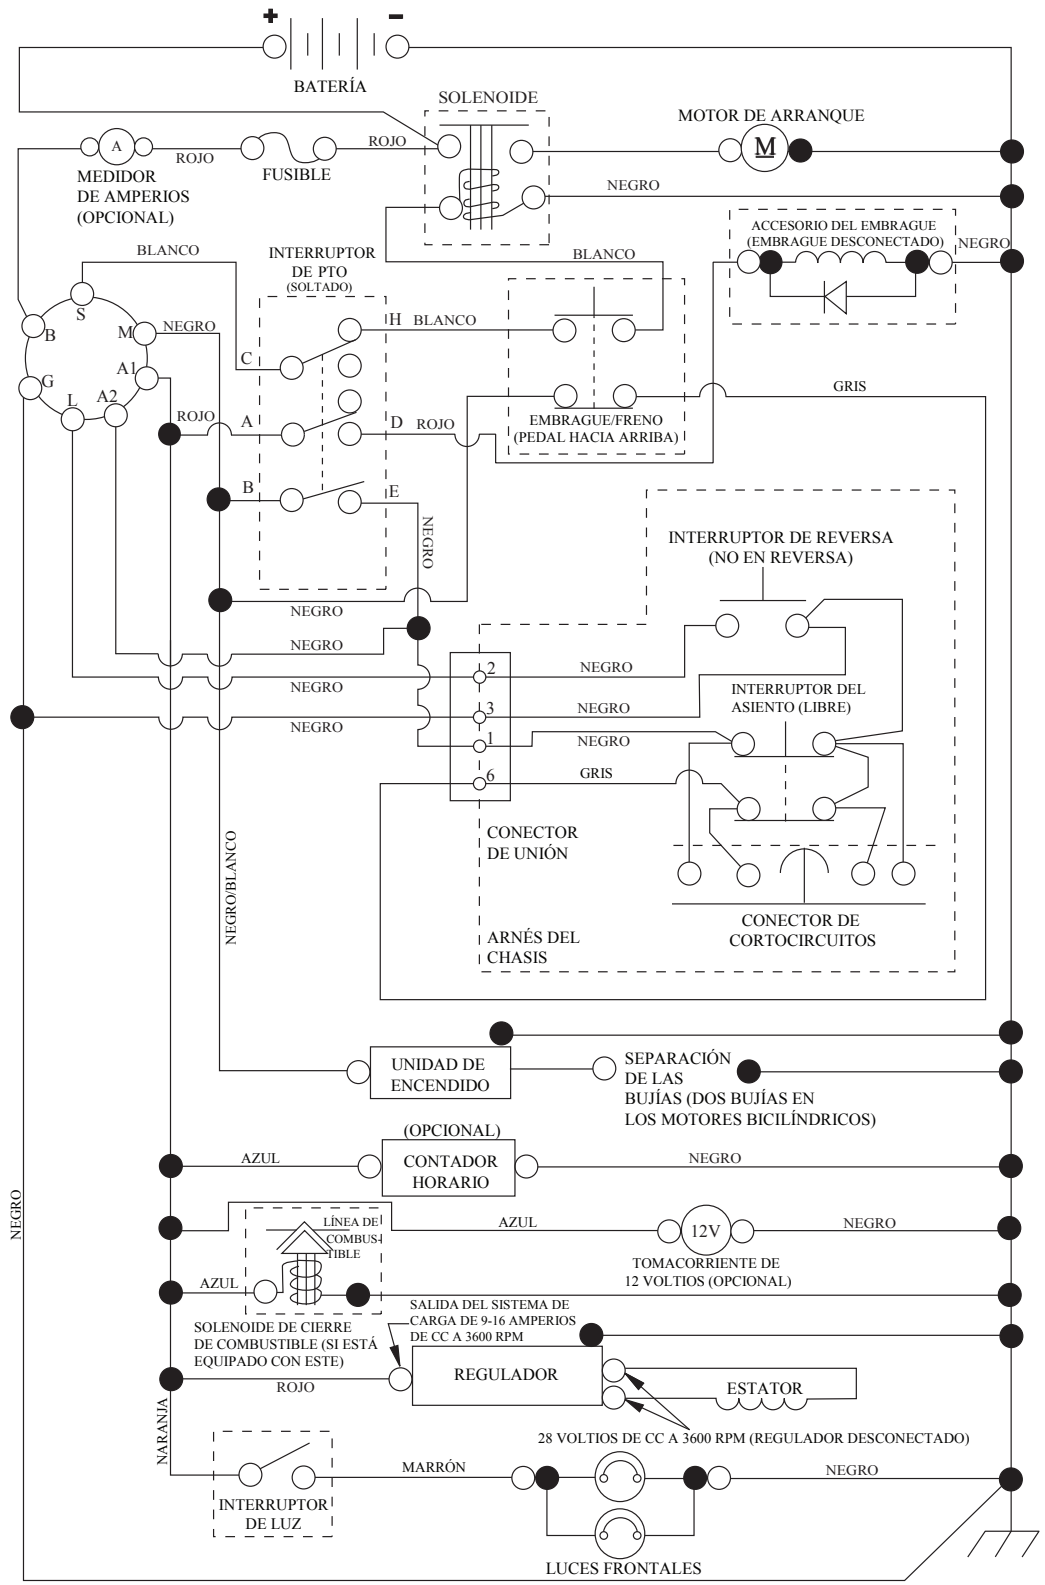 + −
BATERÍA
SOLENOIDE
MOTOR DE ARRANQUE
A
ROJO
ROJO
M
MEDIDOR
DE AMPERIOS
(OPCIONAL)
FUSIBLE
NEGRO
ACCESORIO DEL EMBRAGUE
(EMBRAGUE DESCONECTADO)
NEGRO
BLANCO
INTERRUPTOR
DE PTO
(SOLTADO)
BLANCO
S
B
M
NEGRO
H
BLANCO
C
G
A1
L
A2
ROJO
A
D
ROJO
GRIS
EMBRAGUE/FRENO
(PEDAL HACIA ARRIBA)
B
E
NEGRO
INTERRUPTOR DE REVERSA
(NO EN REVERSA)
NEGRO
NEGRO
NEGRO
2
NEGRO
INTERRUPTOR DEL
ASIENTO (LIBRE)
NEGRO
3
NEGRO
1
NEGRO
6
GRIS
CONECTOR
DE UNIÓN
NEGRO/BLANCO
CONECTOR DE
CORTOCIRCUITOS
ARNÉS DEL
CHASIS
UNIDAD DE
ENCENDIDO
SEPARACIÓN
DE LAS
BUJÍAS (DOS BUJÍAS EN
LOS MOTORES BICILÍNDRICOS)
(OPCIONAL)
CONTADOR
HORARIO
AZUL
NEGRO
NEGRO
LÍNEA DE
COMBUS-
TIBLE
AZUL
12V
NEGRO
TOMACORRIENTE DE
12 VOLTIOS (OPCIONAL)
AZUL
SOLENOIDE DE CIERRE
DE COMBUSTIBLE (SI ESTÁ
EQUIPADO CON ESTE)
SALIDA DEL SISTEMA DE
CARGA DE 9-16 AMPERIOS
DE CC A 3600 RPM
REGULADOR
ROJO
ESTATOR
28 VOLTIOS DE CC A 3600 RPM (REGULADOR DESCONECTADO)
NARANJA
MARRÓN
NEGRO
INTERRUPTOR
DE LUZ
LUCES FRONTALES